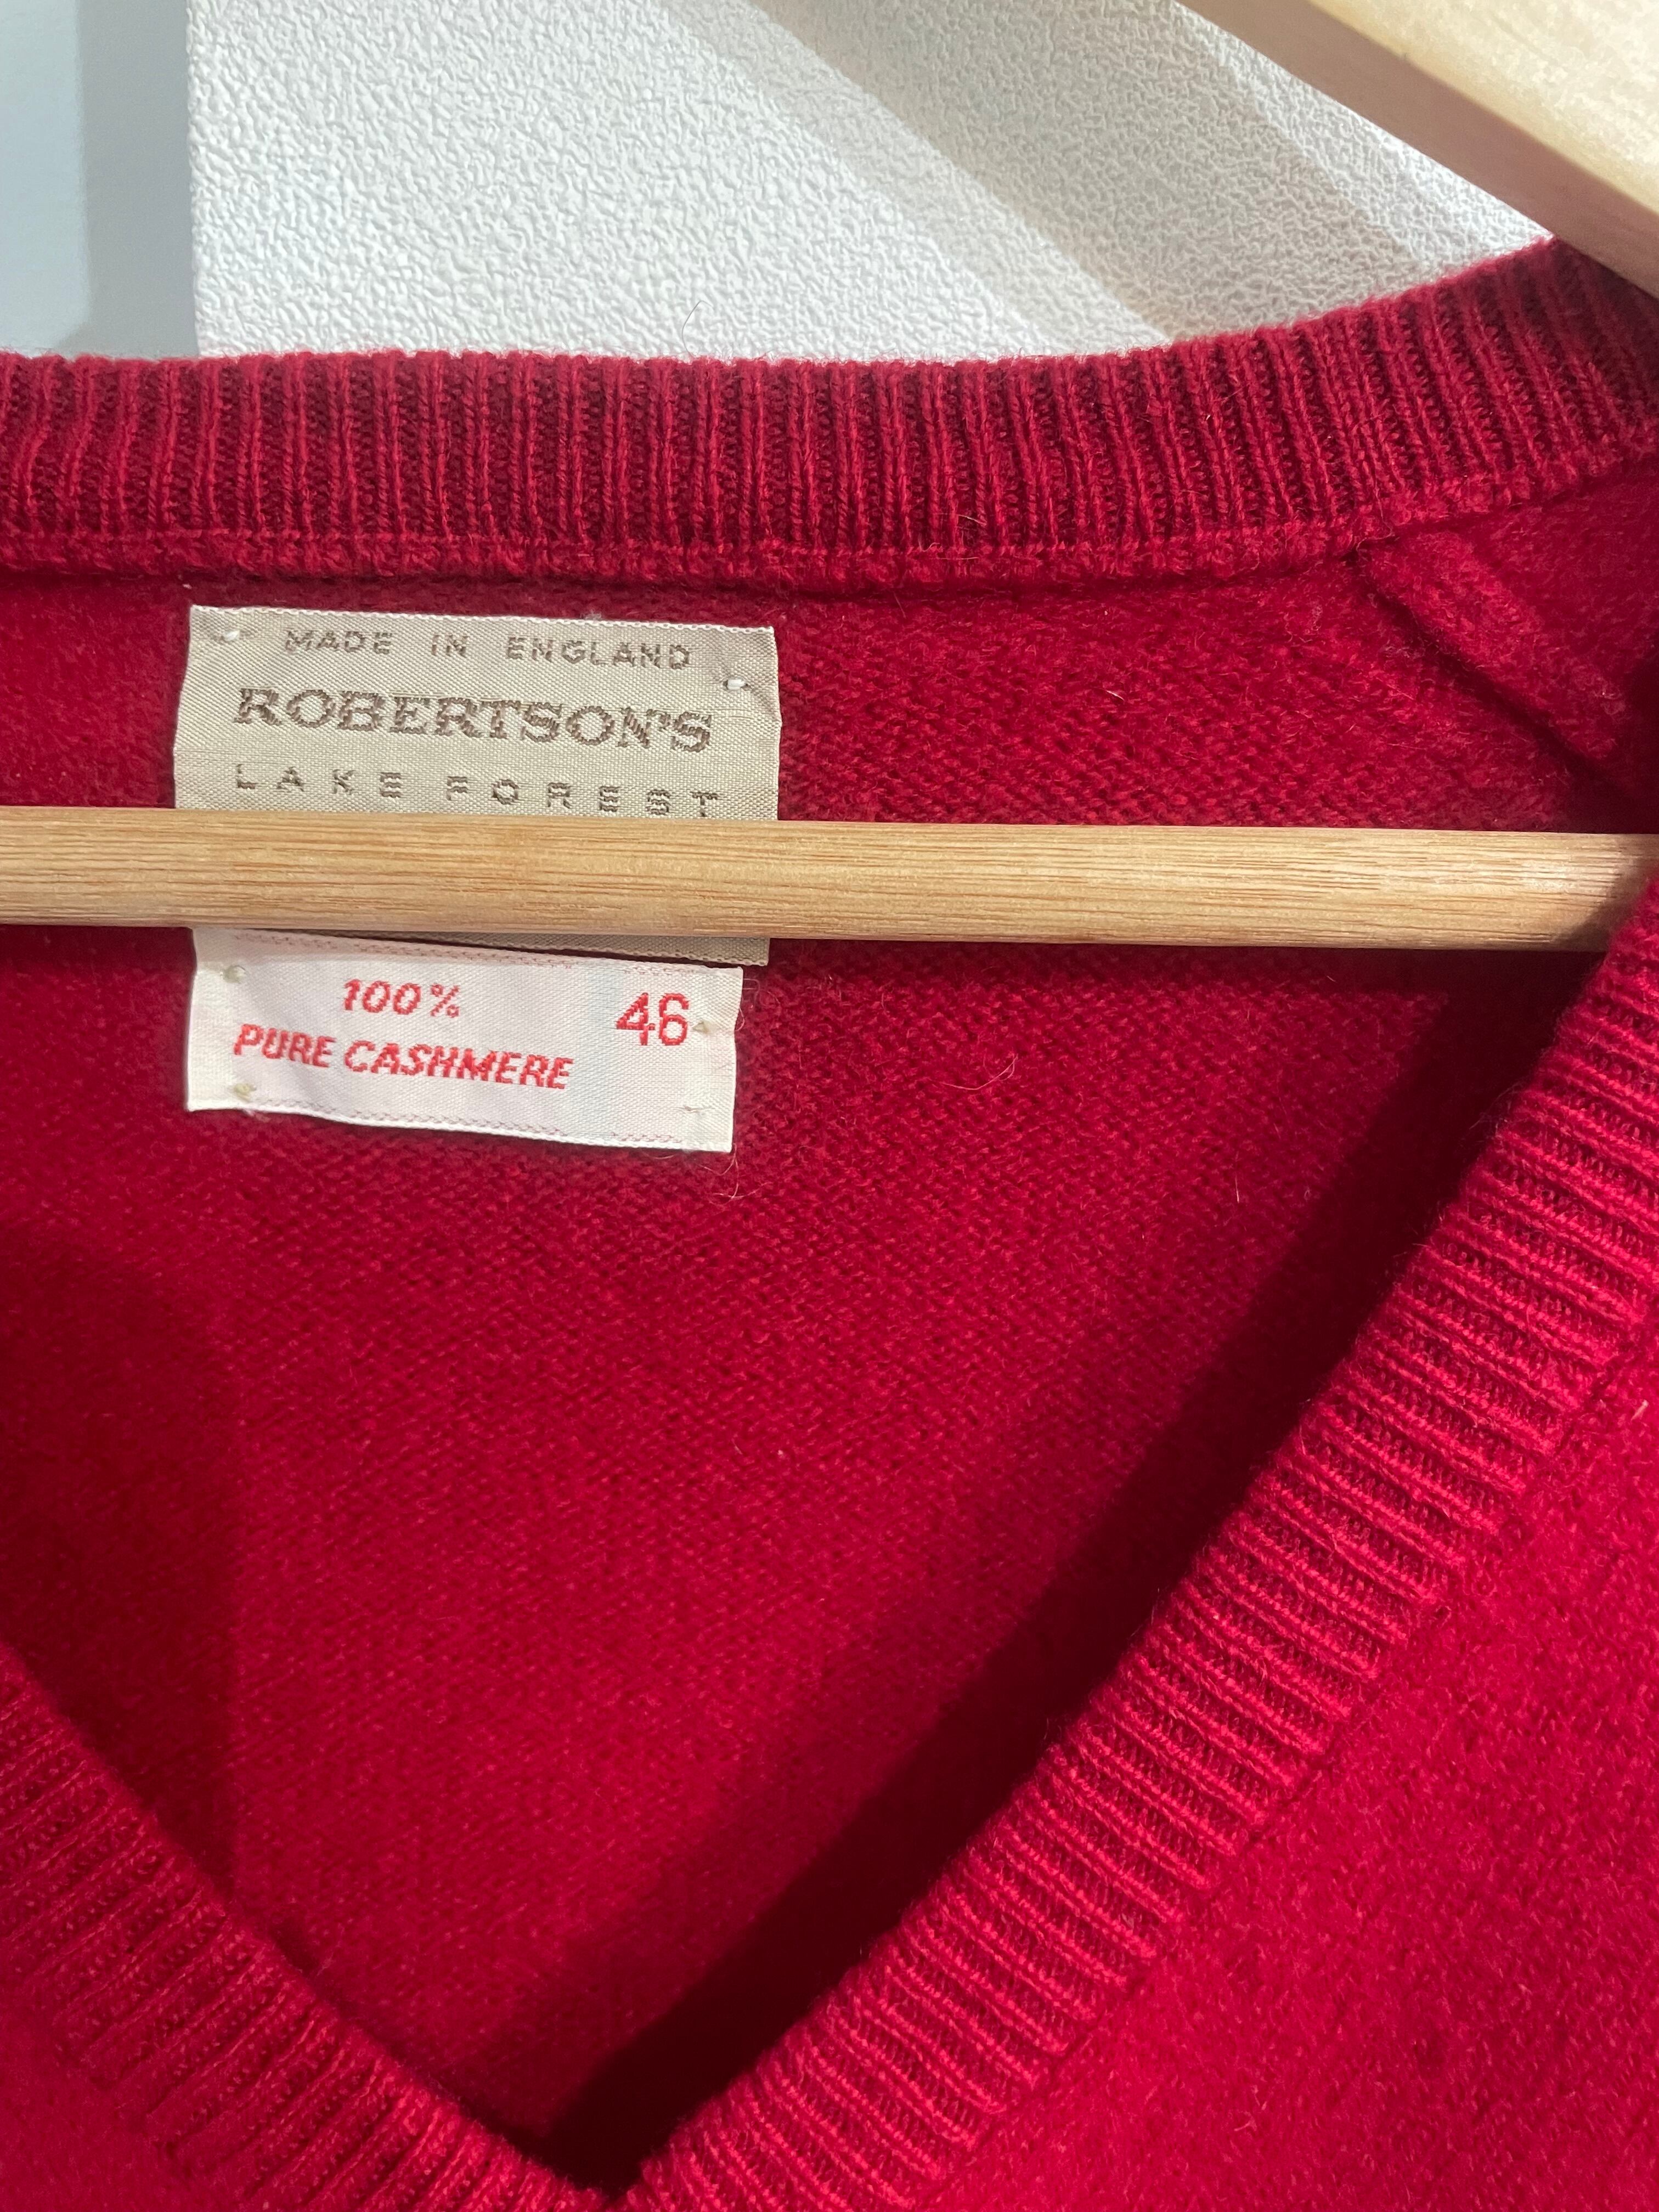 MADE IN ENGLAND
ROBERTSON'S
LAKE FOREST
100%
PURE CASHMERE
46